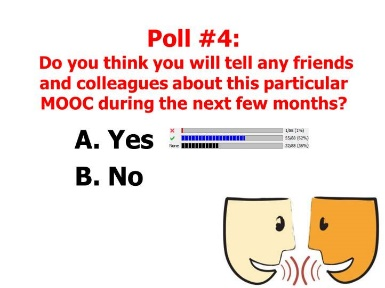 Poll #4:
Do you think you will tell any friends
and colleagues about this particular
MOOC during the next few months?
A. Yes
B. No
None